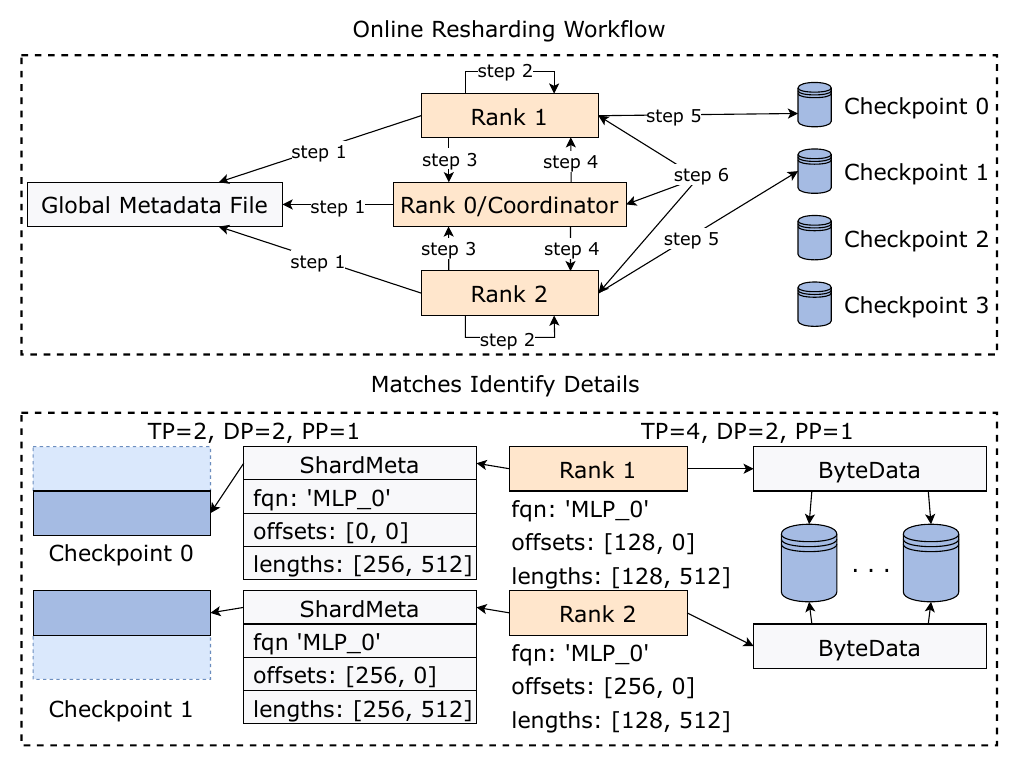 Online Resharding Workflow
step 2
Rank 1
step 5
Checkpoint 0
step 1
step 3
step 4
step 6
Checkpoint 1
Global Metadata File
step 1
Rank 0/Coordinator
step 3
step 4
step 5
Checkpoint 2
step 1
Rank 2
Checkpoint 3
step 2
Matches Identify Details
TP=2, DP=2, PP=1
TP=4, DP=2, PP=1
ShardMeta
fqn: 'MLP_0'
offsets: [0, 0]
lengths: [256, 512]
Checkpoint 0
Rank 1
fqn: 'MLP_0'
offsets: [128, 0]
lengths: [128, 512]
ByteData
. . .
ShardMeta
fqn 'MLP_0'
offsets: [256, 0]
lengths: [256, 512]
Checkpoint 1
Rank 2
fqn: 'MLP_0'
offsets: [256, 0]
lengths: [128, 512]
ByteData